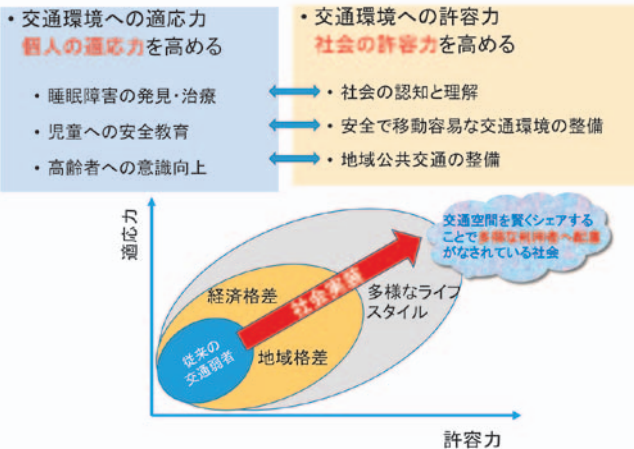 ・交通環境への適応力
個人の適応力を高める
・睡眠障害の発見・治療
・児童への安全教育
・高齢者への意識向上
・交通環境への許容力
社会の許容力を高める
・社会の認知と理解
・安全で移動容易な交通環境の整備
・地域公共交通の整備
適応力
交通空間を賢くシェアする
ことで多様な利用者へ配慮
がなされている社会
社会実装
経済格差
多様なライフ
スタイル
従来の
交通弱者
地域格差
許容力